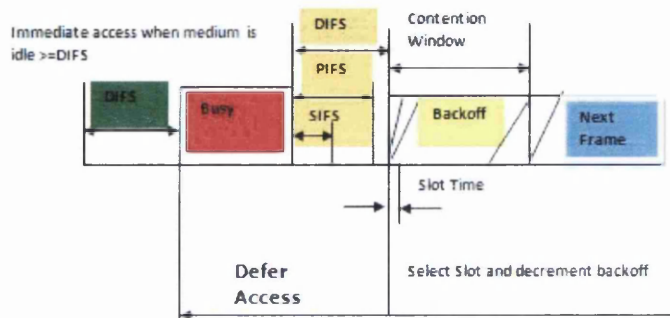 DIFS
Contention
Window
Immediate access when medium is
idle >=DIFS
PIFS
DIFS
Busy
SIFS
Backoff
Next
Frame
Slot Time
Defer
Access
Select Slot and decrement backoff